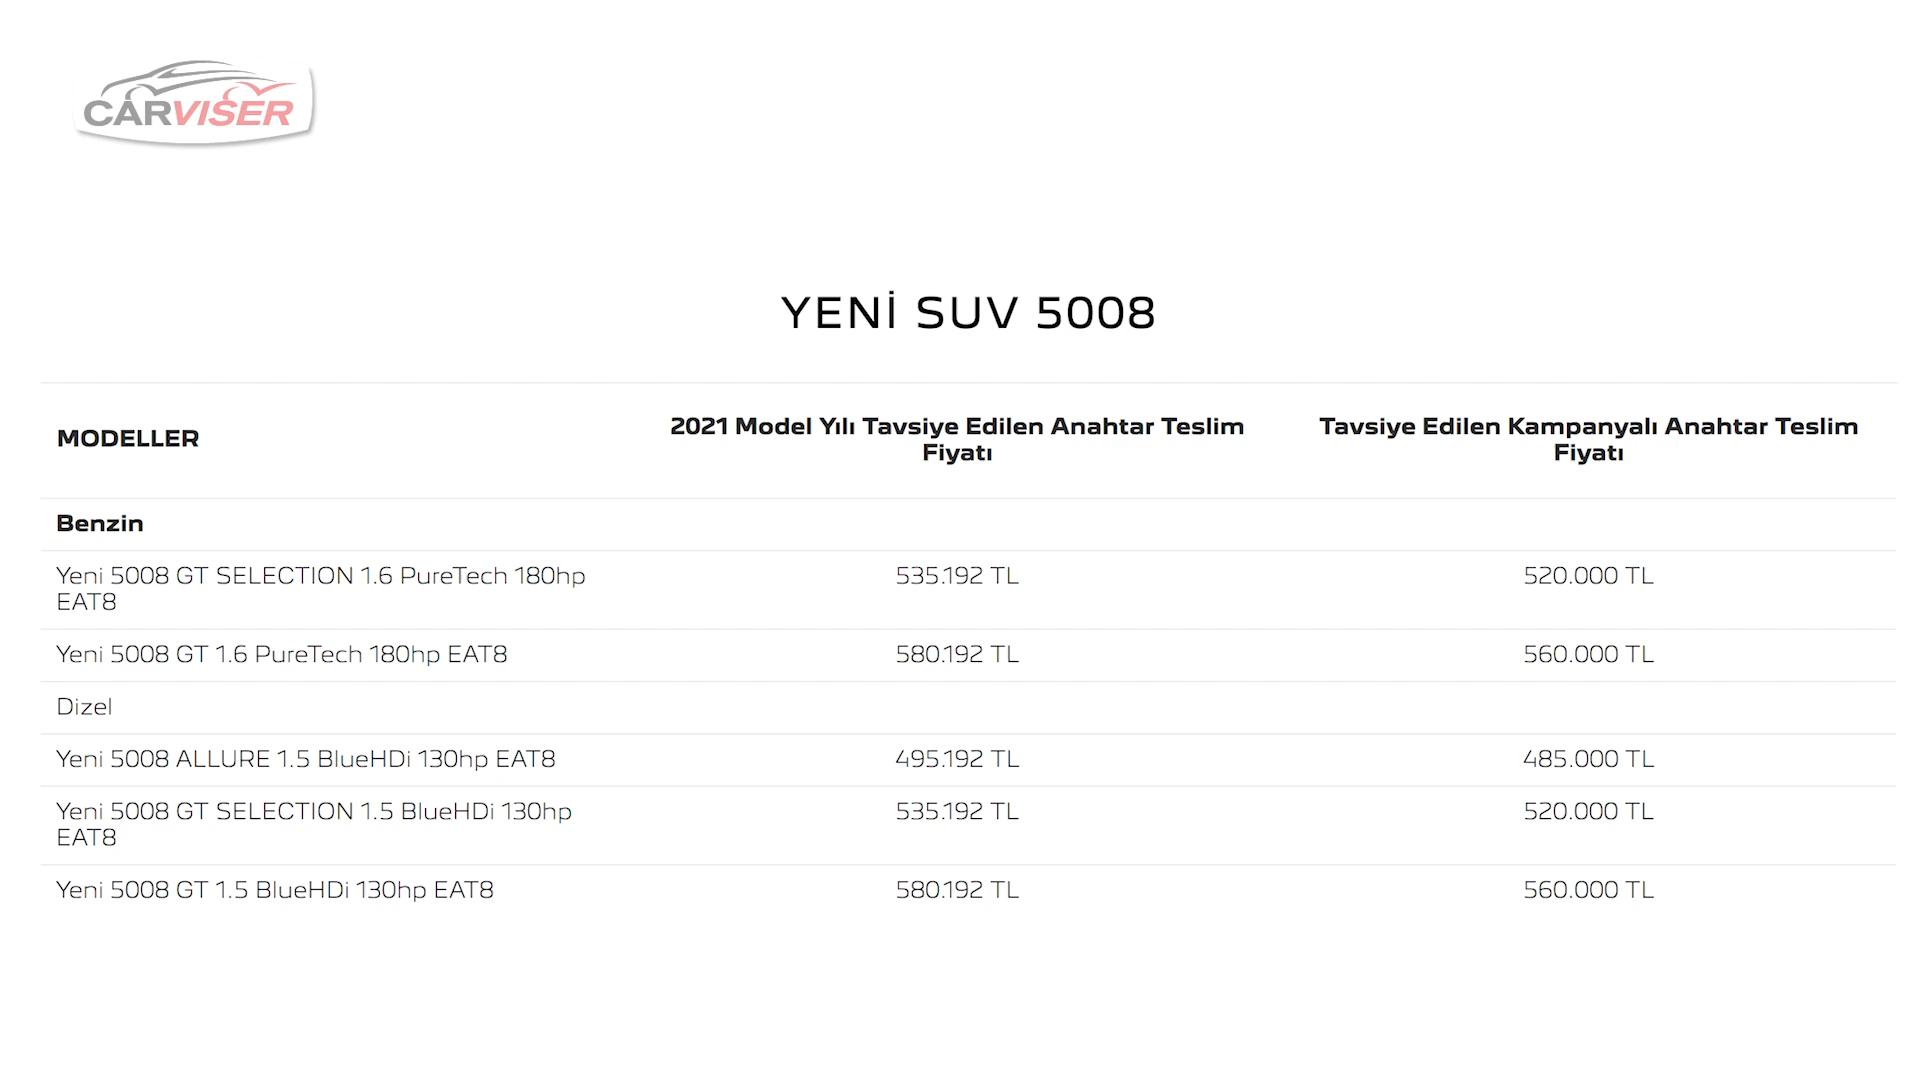 CARVISER
YENİ SUV 5008
MODELLER
2021 Model Yılı Tavsiye Edilen Anahtar Teslim
Fiyatı
Tavsiye Edilen Kampanyalı Anahtar Teslim
Fiyatı
Benzin
Yeni 5008 GT SELECTION 1.6 PureTech 180hp
EAT8
535.192 TL
520.000 TL
Yeni 5008 GT 1.6 PureTech 180hp EAT8
580.192 TL
560.000 TL
Dizel
Yeni 5008 ALLURE 1.5 BlueHDi 130hp EAT8
495.192 TL
485.000 TL
Yeni 5008 GT SELECTION 1.5 BlueHDi 130hp
EAT8
535.192 TL
520.000 TL
Yeni 5008 GT 1.5 BlueHDi 130hp EAT8
580.192 TL
560.000 TL